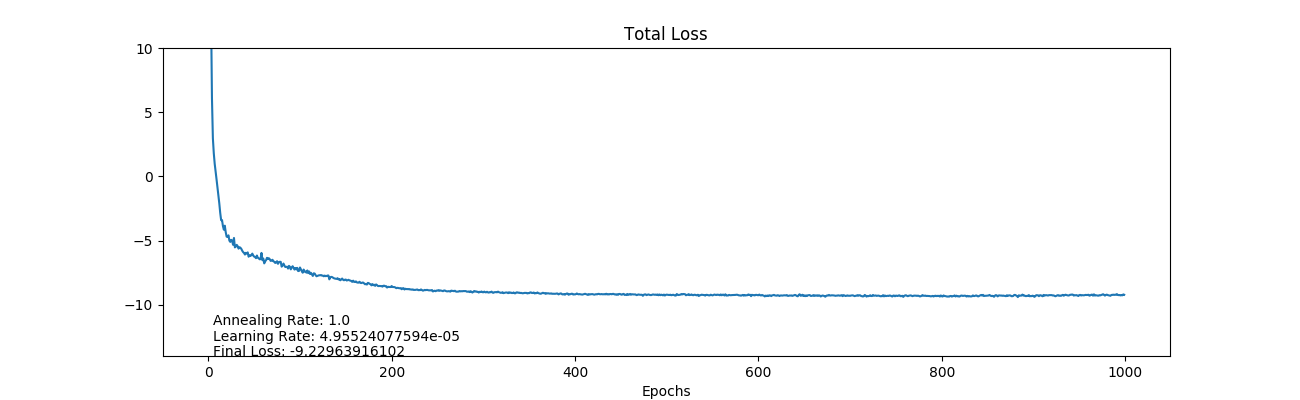 Total Loss
10
5
0
−5
−10
Annealing Rate: 1.0
Learning Rate: 4.95524077594e-05
Final Loss: -9.22963916102
0 200 400 600 800 1000
Epochs